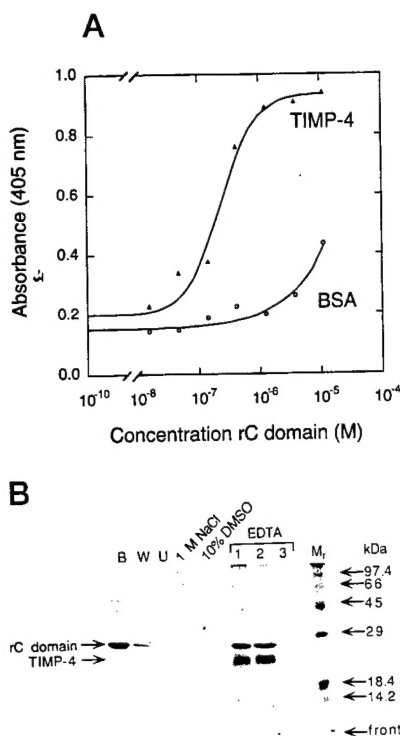 A
1.0
0.8
0.6
0.4
0.2
0.0
Absorbance (405 nm)
TIMP-4
BSA
10⁻¹⁰ 10⁻⁸ 10⁻⁷ 10⁻⁶ 10⁻⁵ 10⁻⁴
Concentration rC domain (M)
B
B W U 1 M NaCl 10% DMSO
EDTA
1 2 3
Mr kDa
97.4
66
45
29
rC domain
TIMP-4
18.4
14.2
front